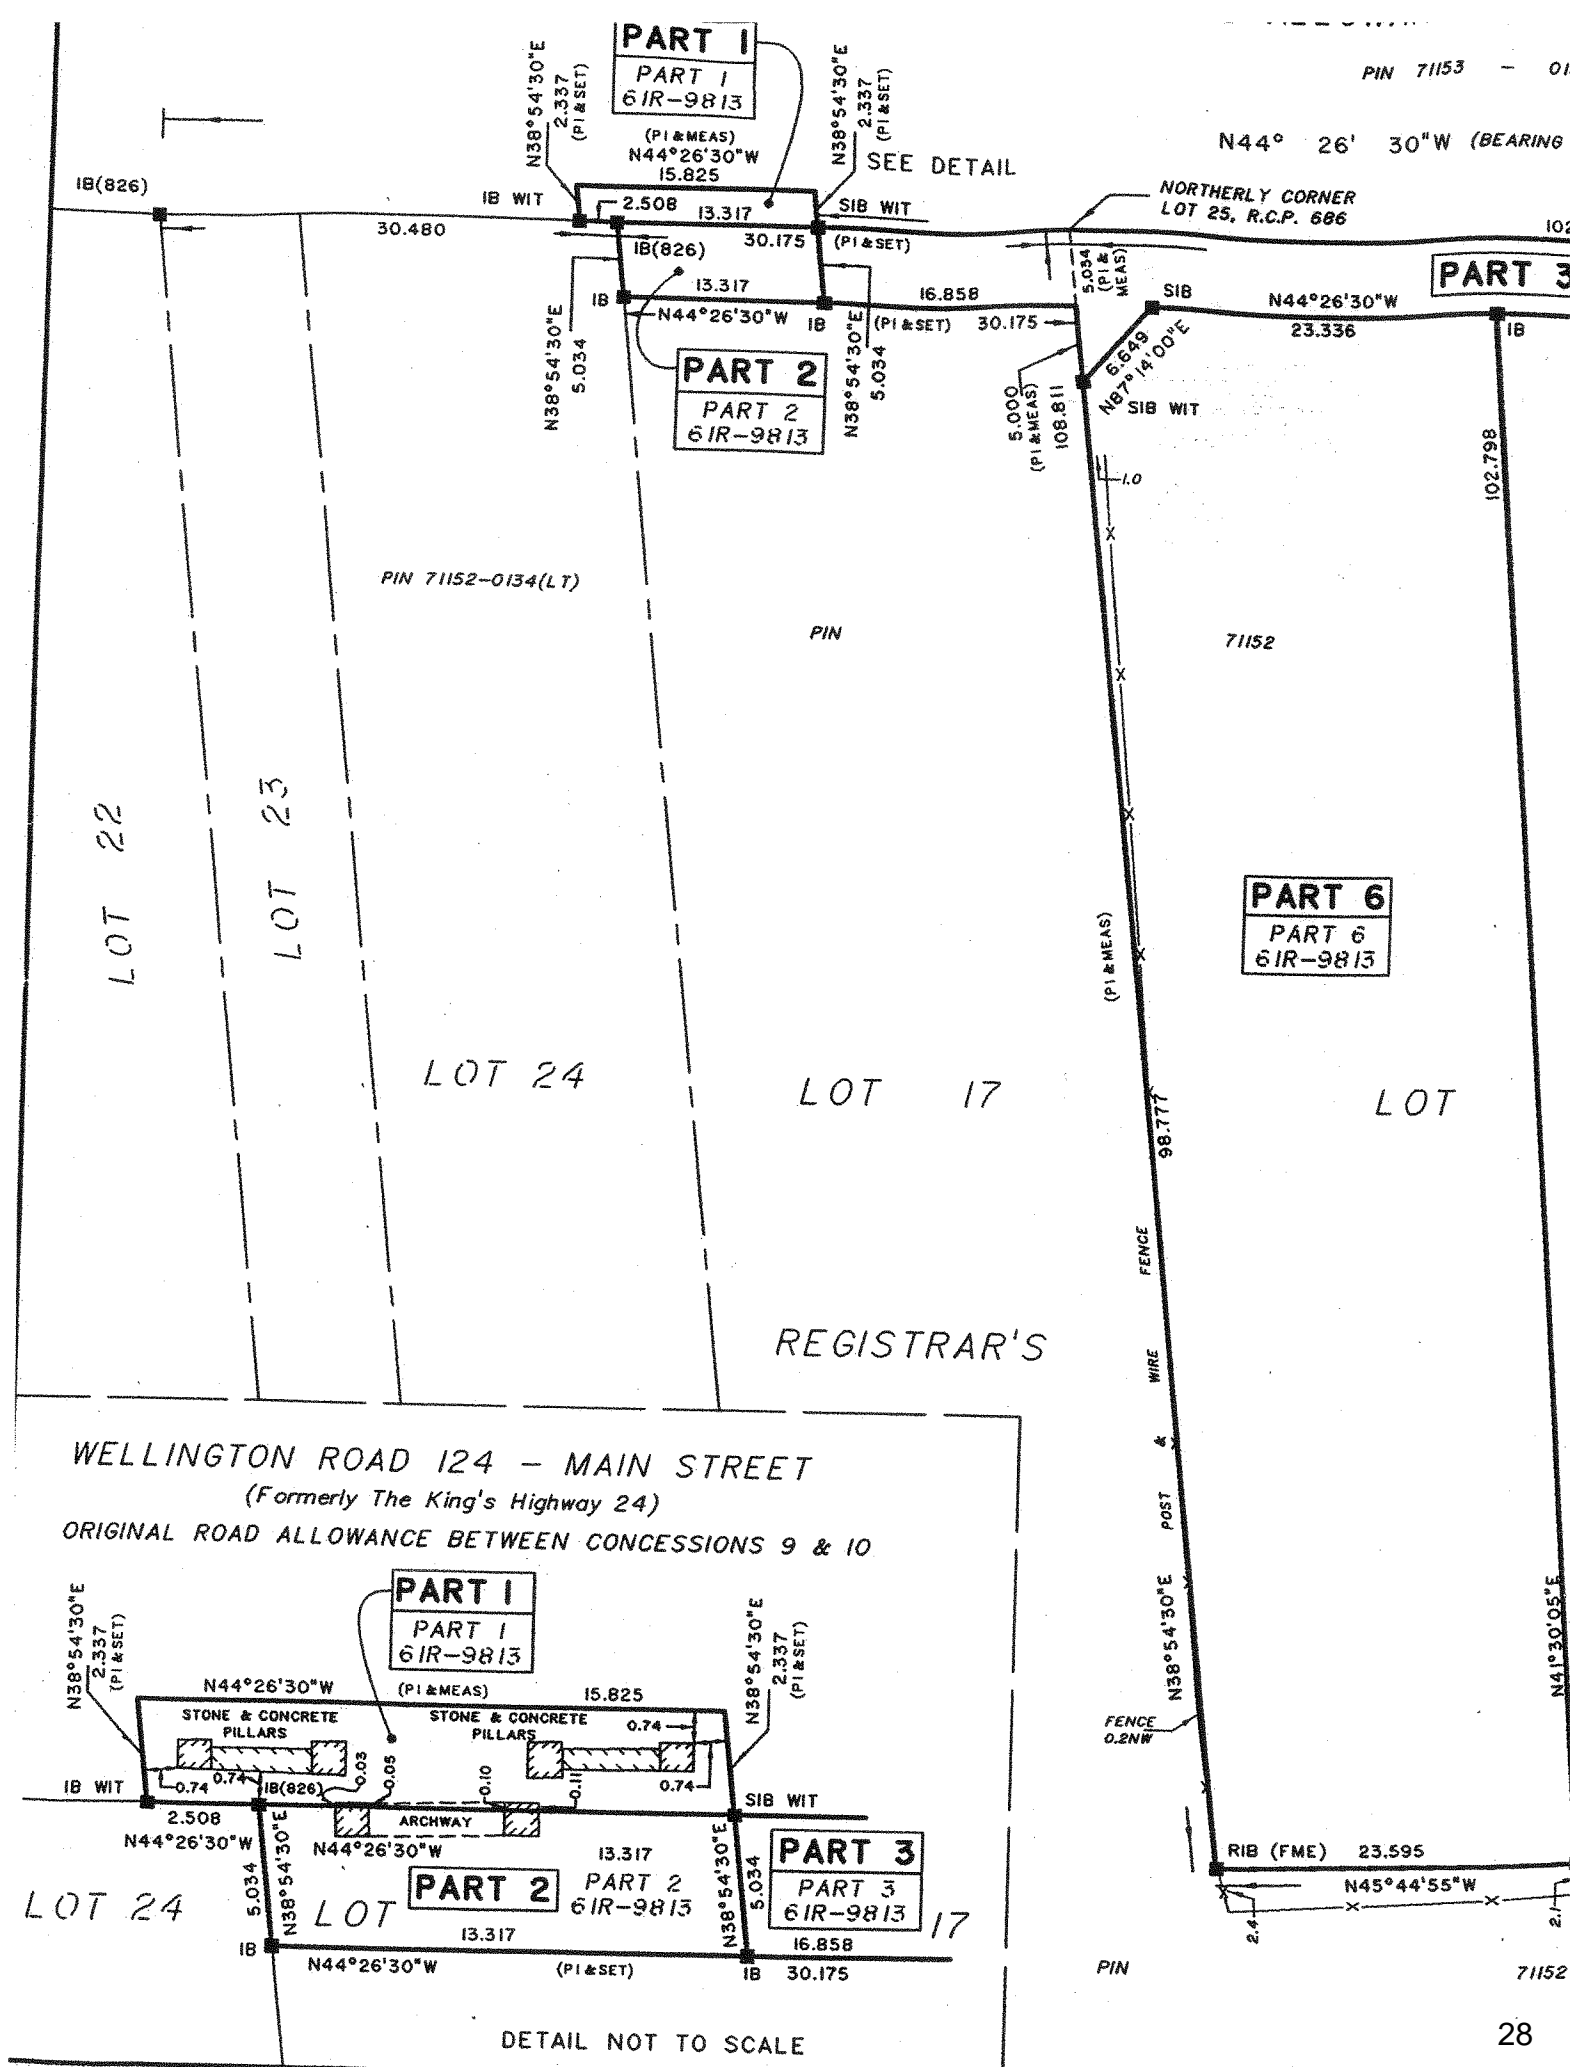 PART 1
PART 1
61R-9813
N38°54'30"E
2.337
(PI & SET)
N38°54'30"E
2.337
(PI & SET)
PIN 71153 -
N44° 26' 30"W (BEARING
(PI & MEAS)
N44°26'30"W
15.825
SEE DETAIL
IB(826)
IB WIT
2.508
13.317
SIB WIT
NORTHERLY CORNER
LOT 25, R.C.P. 686
30.480
IB(826)
30.175
(PI & SET)
5.034
(PI &
MEAS)
PART 3
IB
13.317
N44°26'30"W
IB
16.858
(PI & SET)
30.175
SIB
N44°26'30"W
23.336
IB
N38°54'30"E
5.034
N38°54'30"E
5.034
6.649
N87°14'00"E
SIB WIT
PART 2
PART 2
61R-9813
5.000
(PI & MEAS)
108.811
1.0
102.798
PIN 71152-0134(LT)
PIN
71152
LOT 22
LOT 23
PART 6
PART 6
61R-9813
(PI & MEAS)
LOT 24
LOT 17
LOT
98.777
REGISTRAR'S
POST & WIRE FENCE
N38°54'30"E
N41°30'05"E
FENCE
0.2NW
RIB (FME)
23.595
N45°44'55"W
2.4
2.1
PIN
71152
WELLINGTON ROAD 124 - MAIN STREET
(Formerly The King's Highway 24)
ORIGINAL ROAD ALLOWANCE BETWEEN CONCESSIONS 9 & 10
PART 1
PART 1
61R-9813
N38°54'30"E
2.337
(PI & SET)
N38°54'30"E
2.337
(PI & SET)
N44°26'30"W
(PI & MEAS)
15.825
STONE & CONCRETE
PILLARS
STONE & CONCRETE
PILLARS
0.74
IB WIT
0.74
0.74
IB(826)
0.03
0.05
0.10
0.11
0.74
SIB WIT
2.508
N44°26'30"W
ARCHWAY
N44°26'30"W
13.317
5.034
N38°54'30"E
N38°54'30"E
5.034
PART 2
PART 2
61R-9813
PART 3
PART 3
61R-9813
LOT 24
LOT
17
IB
13.317
N44°26'30"W
(PI & SET)
IB
16.858
30.175
DETAIL NOT TO SCALE
28